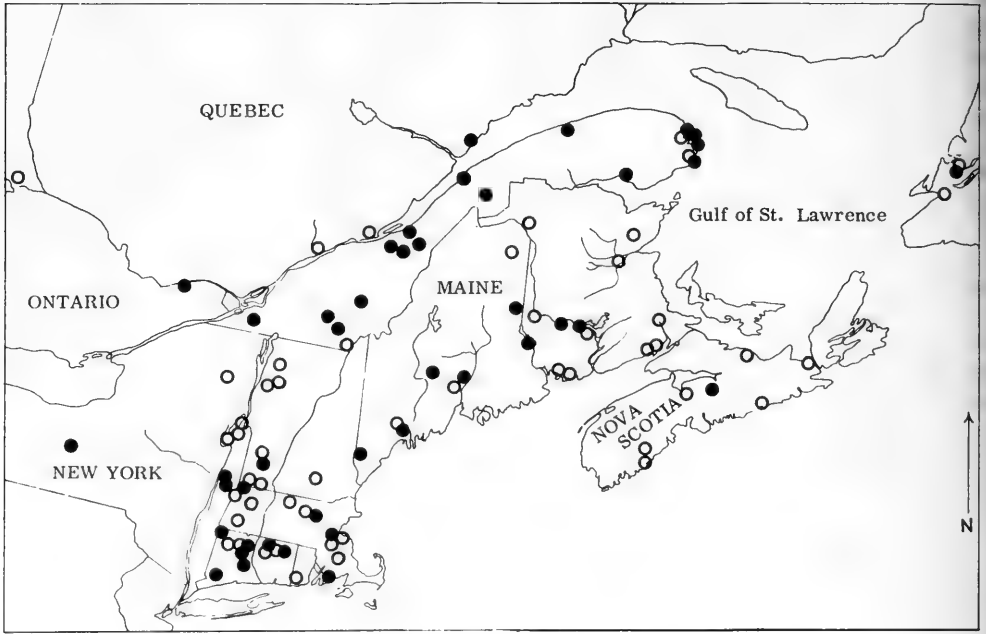 QUEBEC
Gulf of St. Lawrence
MAINE
ONTARIO
NOVA
SCOTIA
NEW YORK
N